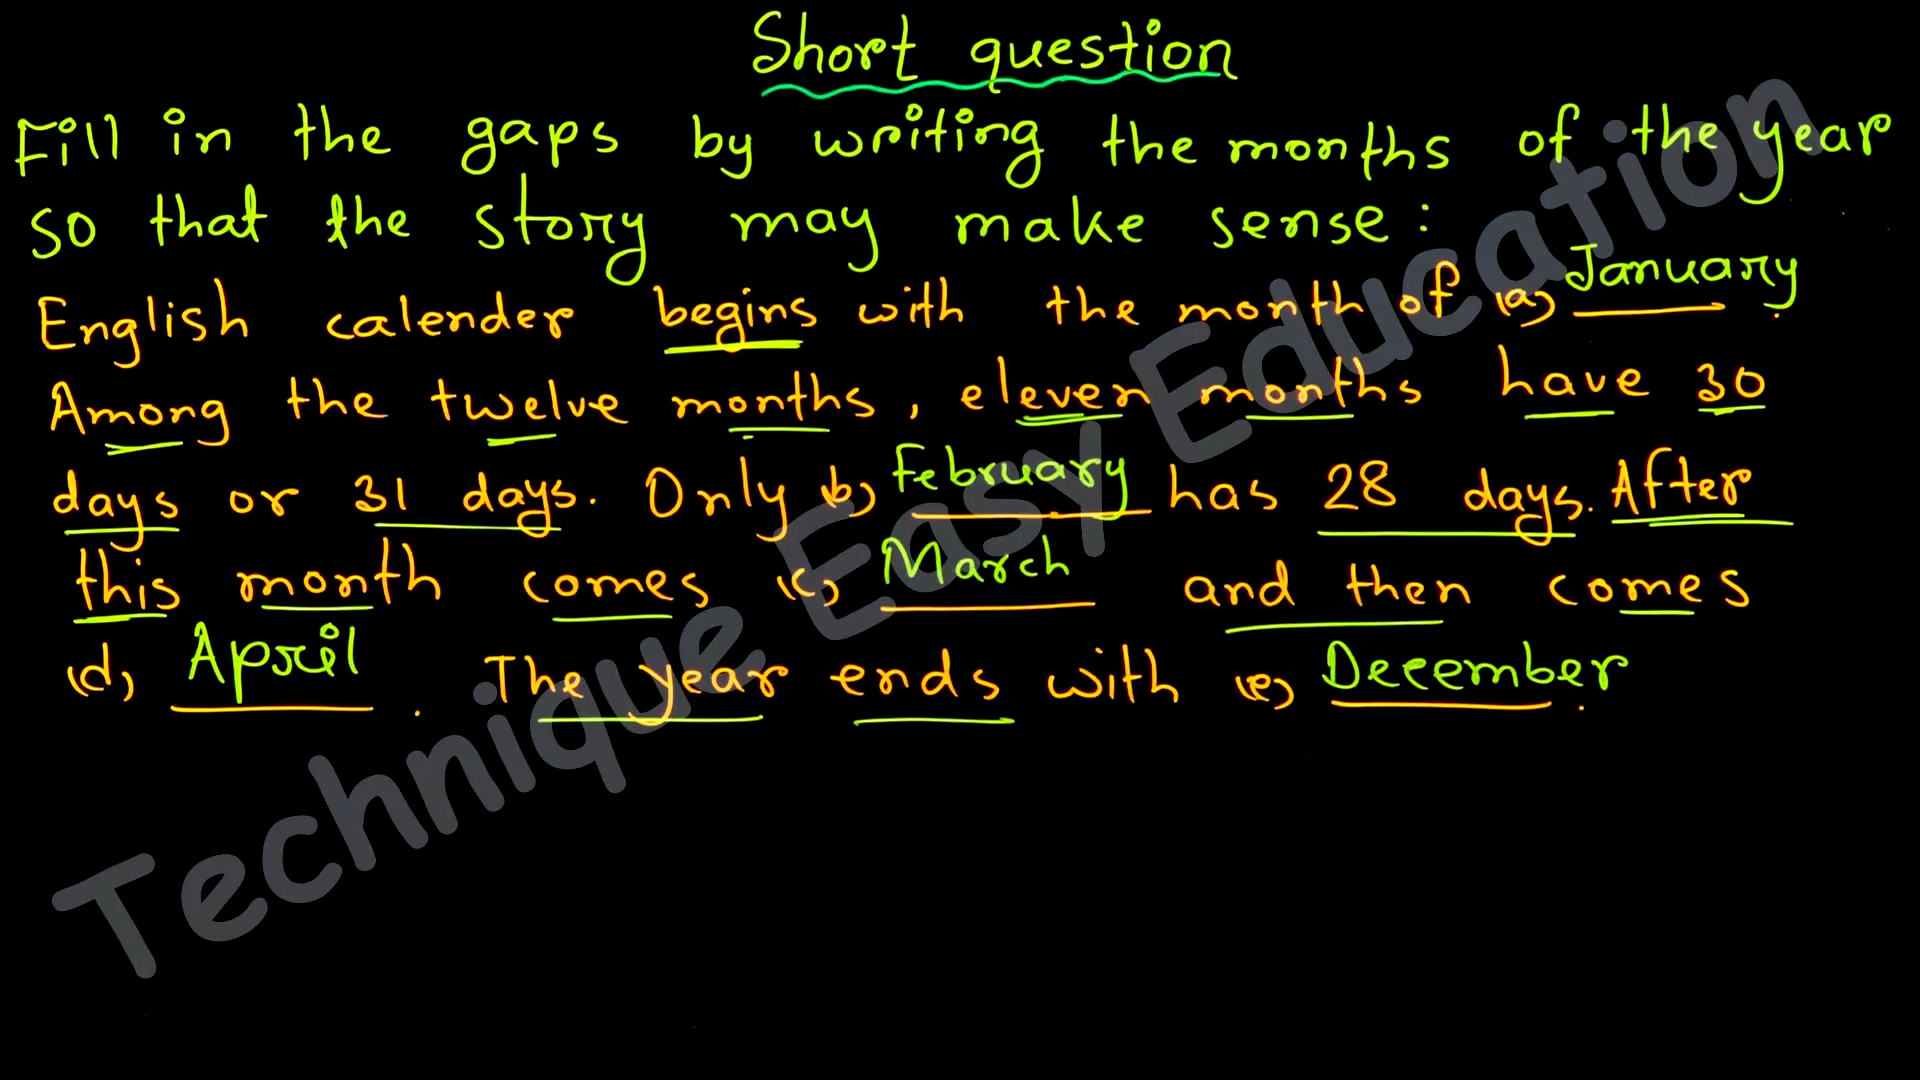 Short question
Fill in the gaps by writing the months of the year
so that the story may make sense:
English calender begins with the month of (a) January.
Among the twelve months, eleven months have 30
days or 31 days. Only (b) February has 28 days. After
this month comes (c) March and then comes
(d) April. The year ends with (e) December.
Technique Easy Education